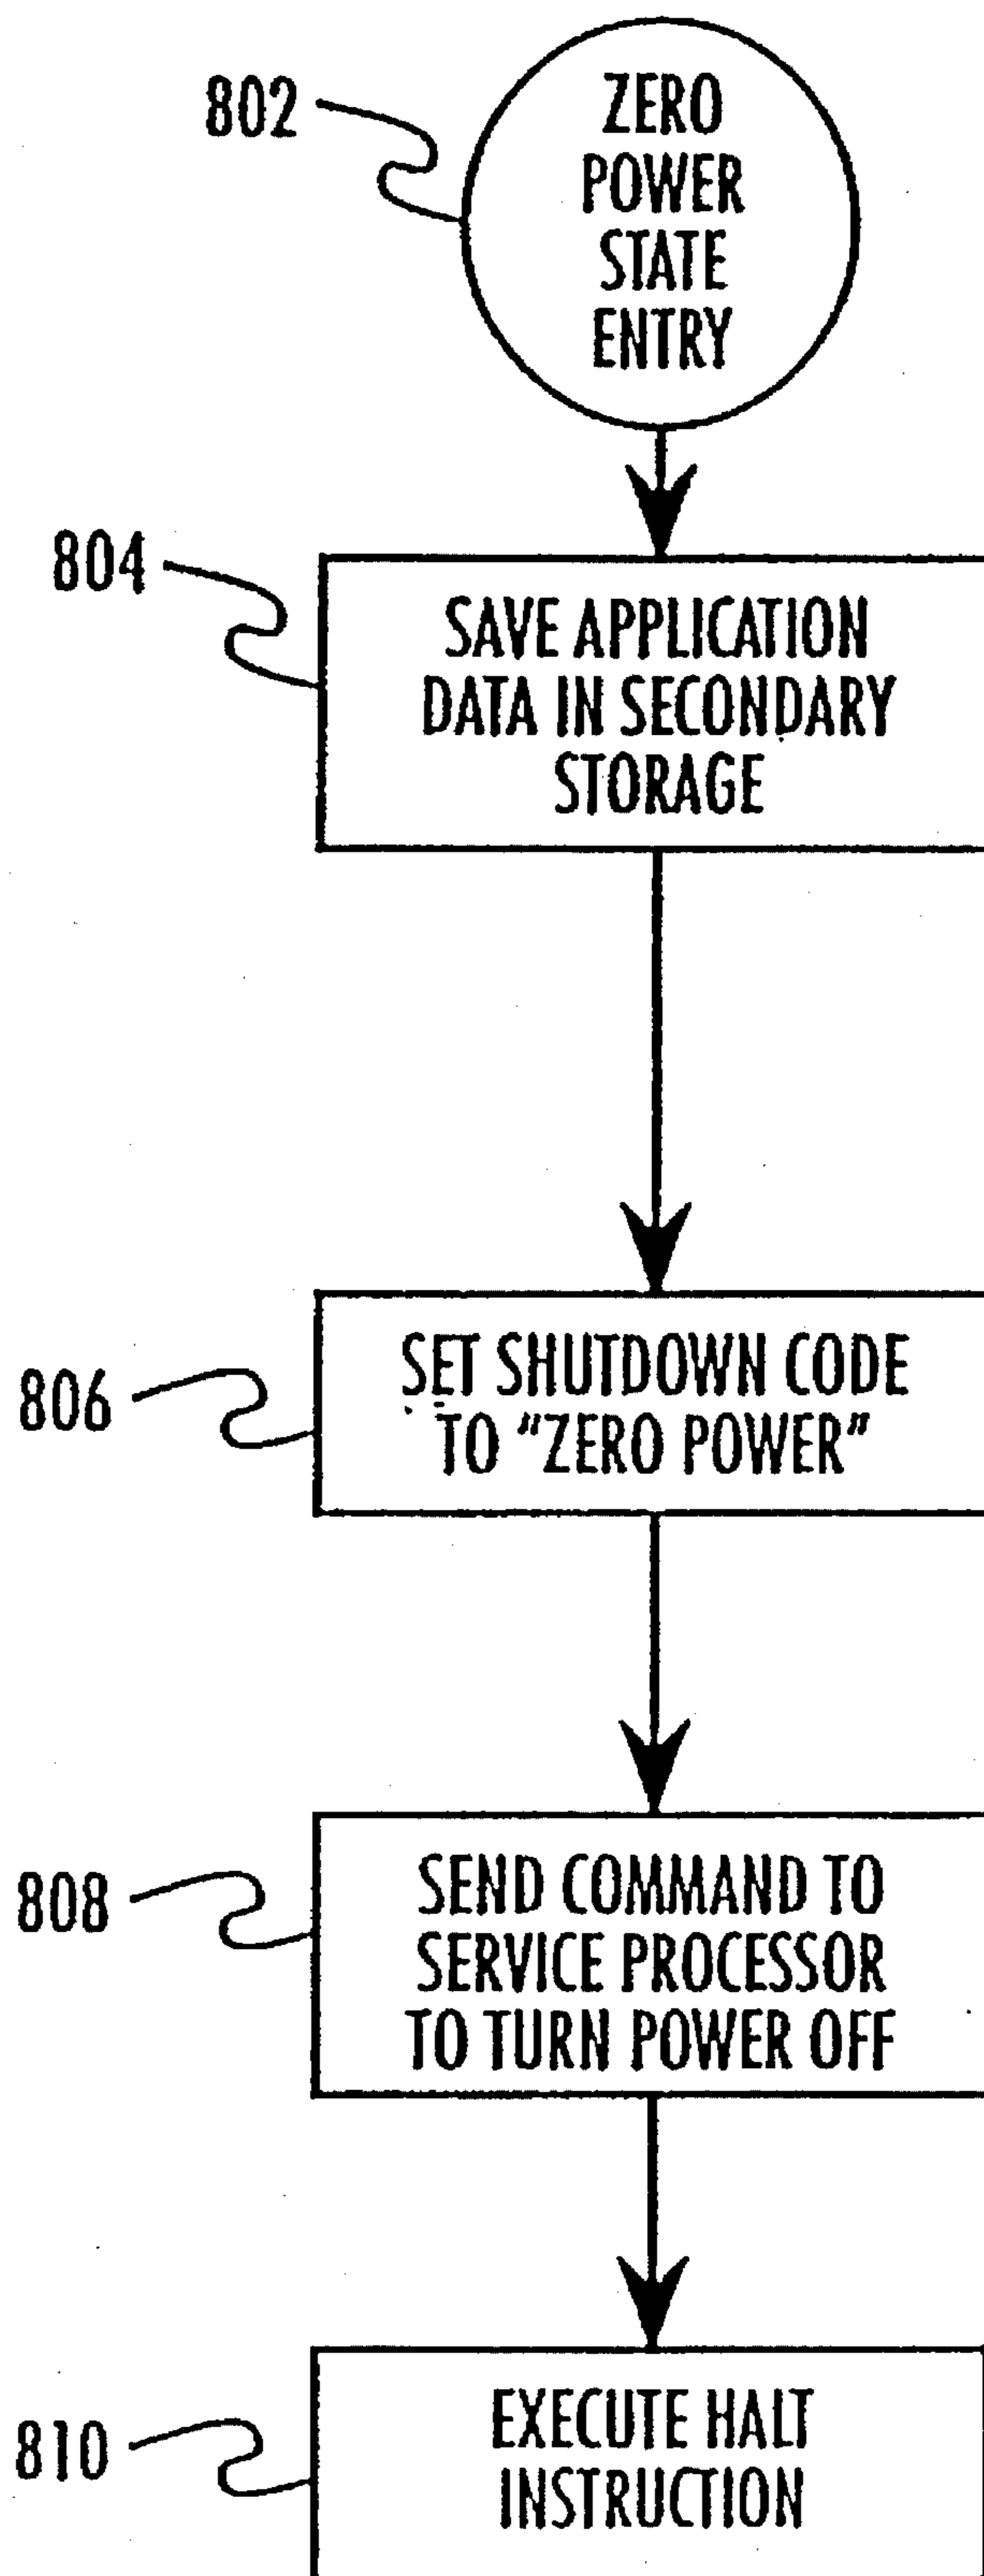 802
ZERO
POWER
STATE
ENTRY
804
SAVE APPLICATION
DATA IN SECONDARY
STORAGE
806
SET SHUTDOWN CODE
TO "ZERO POWER"
808
SEND COMMAND TO
SERVICE PROCESSOR
TO TURN POWER OFF
810
EXECUTE HALT
INSTRUCTION